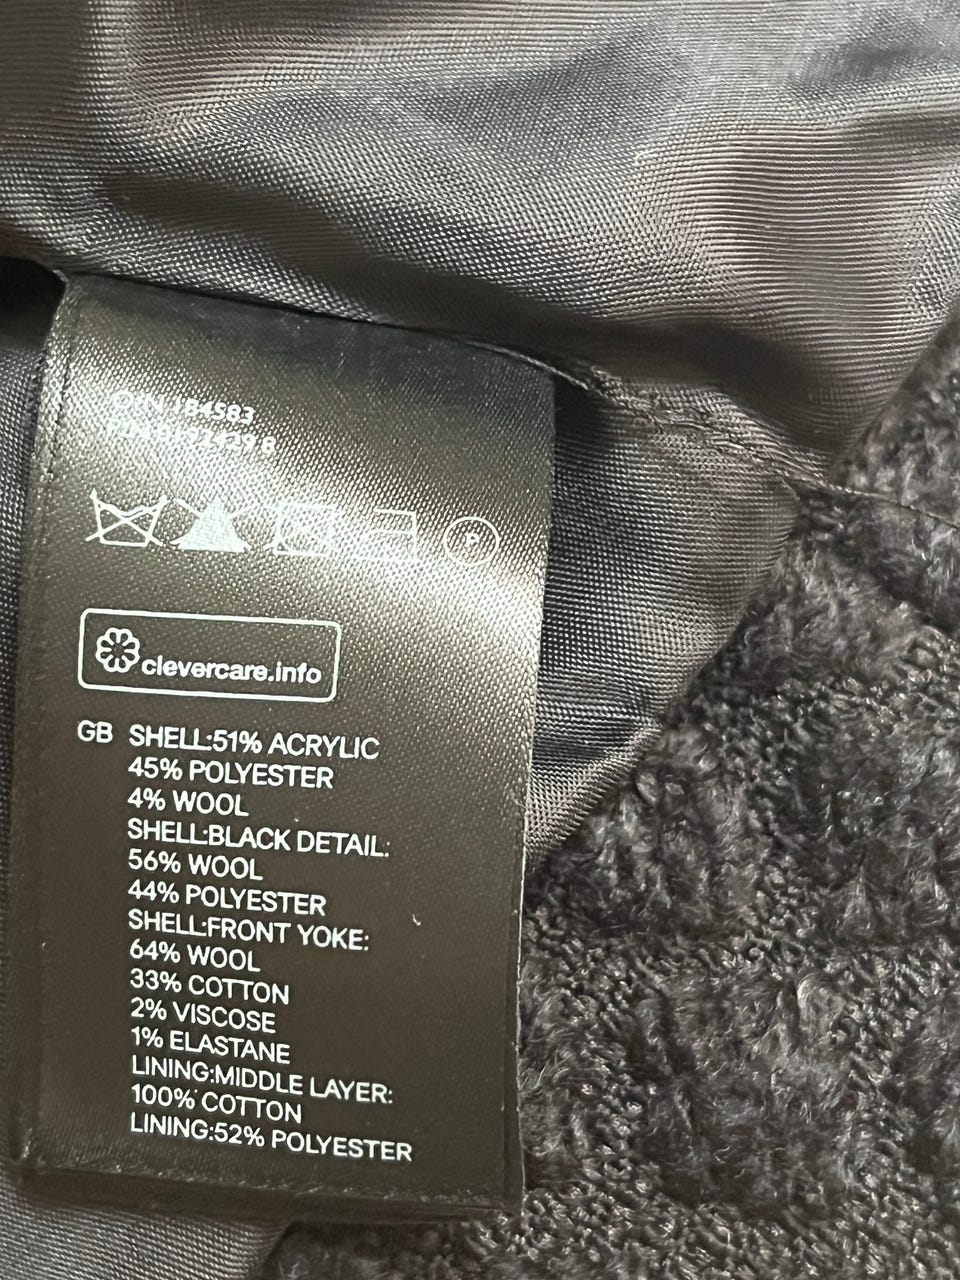 184583
P
clevercare.info
GB SHELL:51% ACRYLIC
45% POLYESTER
4% WOOL
SHELL:BLACK DETAIL:
56% WOOL
44% POLYESTER
SHELL:FRONT YOKE:
64% WOOL
33% COTTON
2% VISCOSE
1% ELASTANE
LINING:MIDDLE LAYER:
100% COTTON
LINING:52% POLYESTER